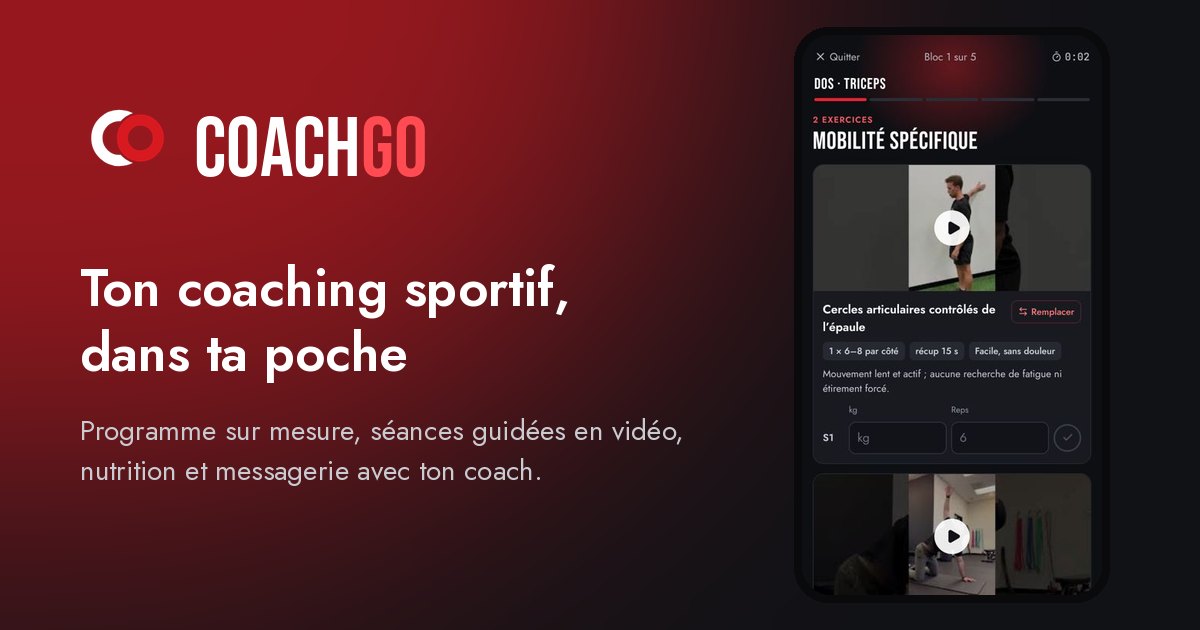 COACHGO
Ton coaching sportif,
dans ta poche
Programme sur mesure, séances guidées en vidéo,
nutrition et messagerie avec ton coach.
Quitter
Bloc 1 sur 5
0:02
DOS · TRICEPS
2 EXERCICES
MOBILITÉ SPÉCIFIQUE
Cercles articulaires contrôlés de
l'épaule
Remplacer
1 × 6–8 par côté
récup 15 s
Facile, sans douleur
Mouvement lent et actif ; aucune recherche de fatigue ni
étirement forcé.
kg
Reps
S1
kg
6